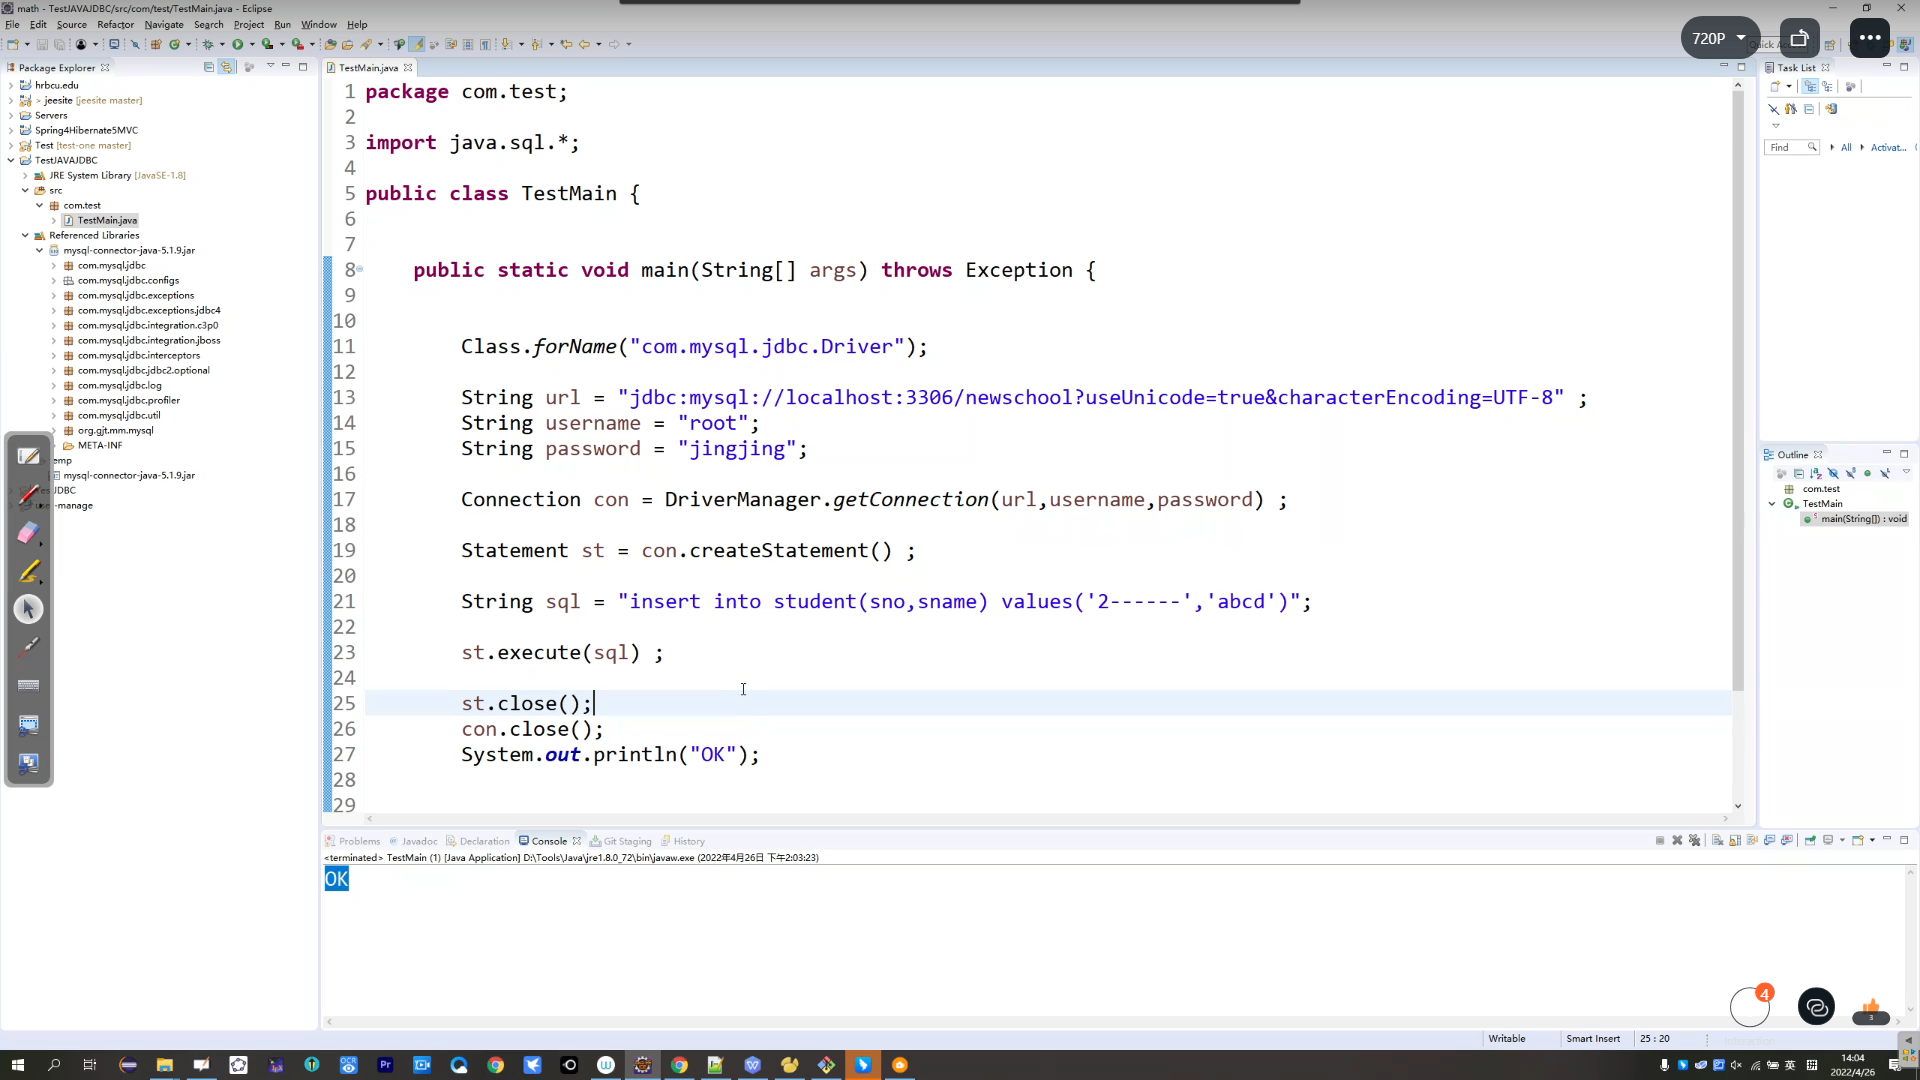 math - TestJAVAJDBC/src/com/test/TestMain.java - Eclipse
File Edit Source Refactor Navigate Search Project Run Window Help
720P
Quick Ac
Package Explorer
hrbcu.edu
> jeesite [jeesite master]
Servers
Spring4Hibernate5MVC
Test [test-one master]
TestJAVAJDBC
JRE System Library [JavaSE-1.8]
src
com.test
TestMain.java
Referenced Libraries
mysql-connector-java-5.1.9.jar
com.mysql.jdbc
com.mysql.jdbc.configs
com.mysql.jdbc.exceptions
com.mysql.jdbc.exceptions.jdbc4
com.mysql.jdbc.integration.c3p0
com.mysql.jdbc.integration.jboss
com.mysql.jdbc.interceptors
com.mysql.jdbc.jdbc2.optional
com.mysql.jdbc.log
com.mysql.jdbc.profiler
com.mysql.jdbc.util
org.gjt.mm.mysql
META-INF
emp
mysql-connector-java-5.1.9.jar
JDBC
-manage
TestMain.java
1 package com.test;
2
3 import java.sql.*;
4
5 public class TestMain {
6
7
8 public static void main(String[] args) throws Exception {
9
10
11 Class.forName("com.mysql.jdbc.Driver");
12
13 String url = "jdbc:mysql://localhost:3306/newschool?useUnicode=true&characterEncoding=UTF-8" ;
14 String username = "root";
15 String password = "jingjing";
16
17 Connection con = DriverManager.getConnection(url,username,password) ;
18
19 Statement st = con.createStatement() ;
20
21 String sql = "insert into student(sno,sname) values('2------','abcd')";
22
23 st.execute(sql) ;
24
25 st.close();
26 con.close();
27 System.out.println("OK");
28
29
Task List
Find All Activat...
Outline
com.test
TestMain
main(String[]) : void
Problems Javadoc Declaration Console Git Staging History
<terminated> TestMain (1) [Java Application] D:\Tools\Java\jre1.8.0_72\bin\javaw.exe (2022年4月26日 下午2:03:23)
OK
4
3
Writable Smart Insert 25 : 20
英
14:04
2022/4/26